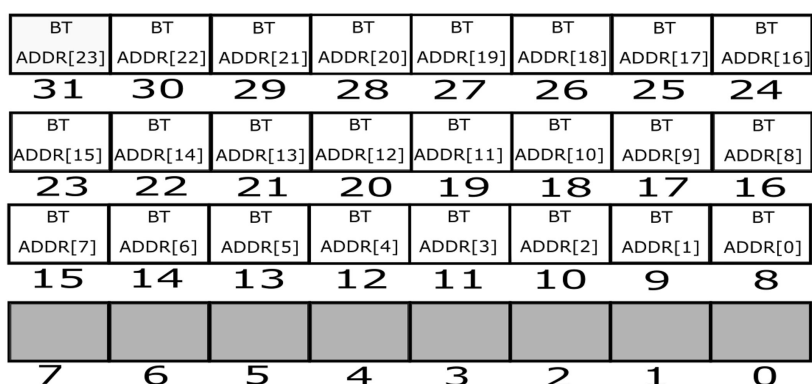 BT BT BT BT BT BT BT BT
ADDR[23] ADDR[22] ADDR[21] ADDR[20] ADDR[19] ADDR[18] ADDR[17] ADDR[16]
31 30 29 28 27 26 25 24
BT BT BT BT BT BT BT BT
ADDR[15] ADDR[14] ADDR[13] ADDR[12] ADDR[11] ADDR[10] ADDR[9] ADDR[8]
23 22 21 20 19 18 17 16
BT BT BT BT BT BT BT BT
ADDR[7] ADDR[6] ADDR[5] ADDR[4] ADDR[3] ADDR[2] ADDR[1] ADDR[0]
15 14 13 12 11 10 9 8
7 6 5 4 3 2 1 0